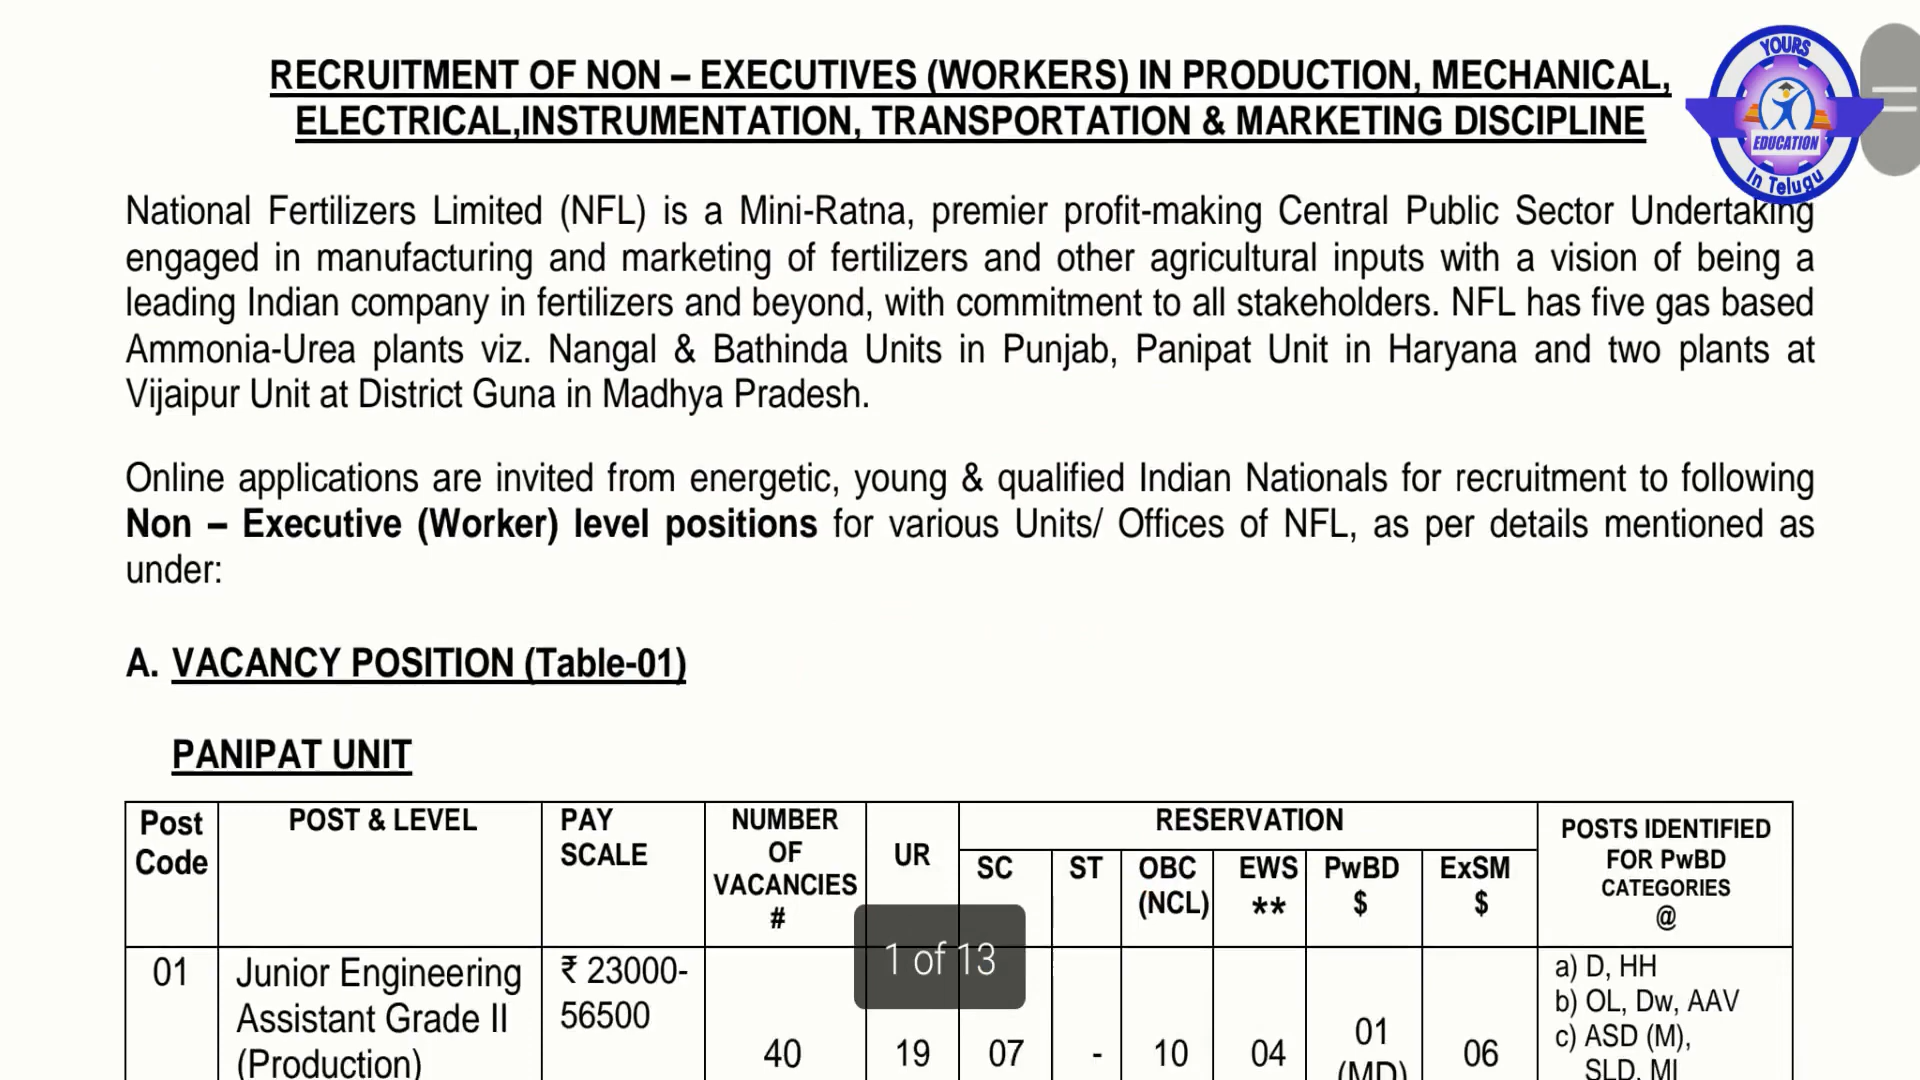 RECRUITMENT OF NON – EXECUTIVES (WORKERS) IN PRODUCTION, MECHANICAL,
ELECTRICAL,INSTRUMENTATION, TRANSPORTATION & MARKETING DISCIPLINE
YOURS
EDUCATION
In Telugu
National Fertilizers Limited (NFL) is a Mini-Ratna, premier profit-making Central Public Sector Undertaking
engaged in manufacturing and marketing of fertilizers and other agricultural inputs with a vision of being a
leading Indian company in fertilizers and beyond, with commitment to all stakeholders. NFL has five gas based
Ammonia-Urea plants viz. Nangal & Bathinda Units in Punjab, Panipat Unit in Haryana and two plants at
Vijaipur Unit at District Guna in Madhya Pradesh.
Online applications are invited from energetic, young & qualified Indian Nationals for recruitment to following
Non – Executive (Worker) level positions for various Units/ Offices of NFL, as per details mentioned as
under:
A. VACANCY POSITION (Table-01)
PANIPAT UNIT
Post
Code
POST & LEVEL
PAY
SCALE
NUMBER
OF
VACANCIES
#
UR
RESERVATION
SC
ST
OBC
(NCL)
EWS
**
PwBD
$
ExSM
$
POSTS IDENTIFIED
FOR PwBD
CATEGORIES
@
01
Junior Engineering
Assistant Grade II
(Production)
₹ 23000-
56500
40
19
07
-
10
04
01
(MD)
06
a) D, HH
b) OL, Dw, AAV
c) ASD (M),
SLD, MI
1 of 13